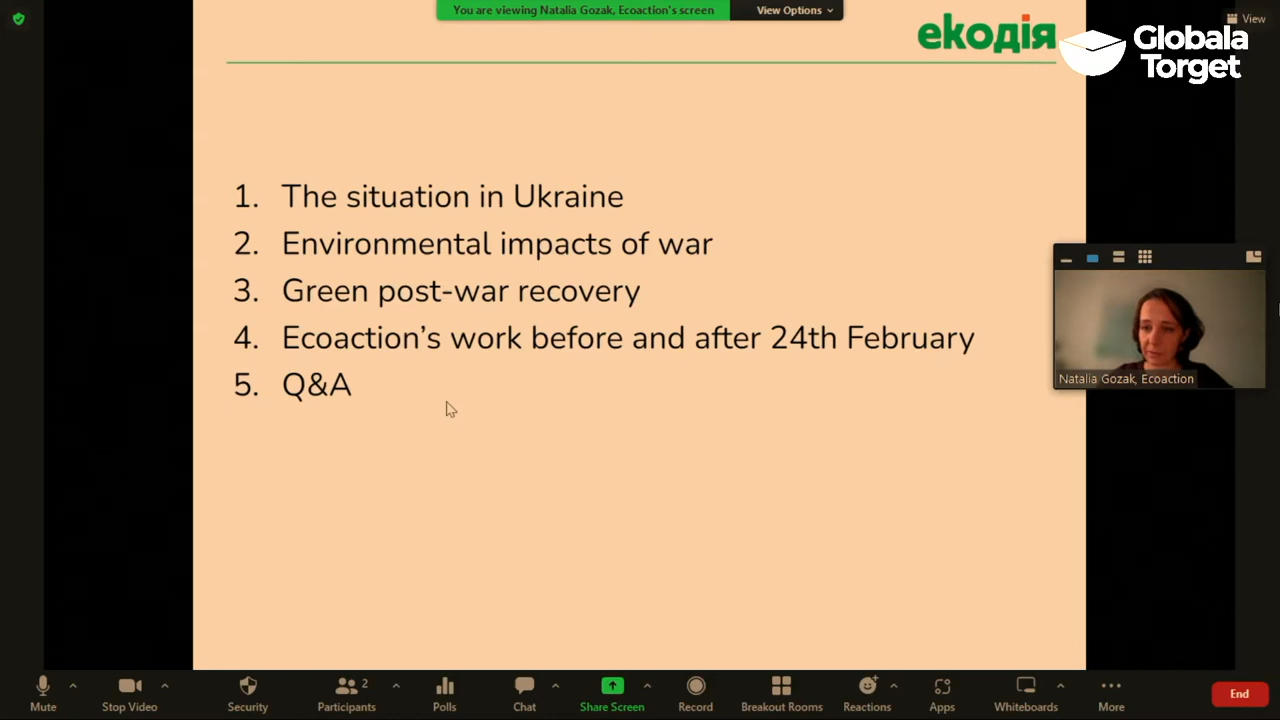 You are viewing Natalia Gozak, Ecoaction's screen
View Options
View
екодія
Globala
Torget
1. The situation in Ukraine
2. Environmental impacts of war
3. Green post-war recovery
4. Ecoaction’s work before and after 24th February
5. Q&A
Natalia Gozak, Ecoaction
Mute
Stop Video
Security
Participants
2
Polls
Chat
Share Screen
Record
Breakout Rooms
Reactions
Apps
Whiteboards
More
End